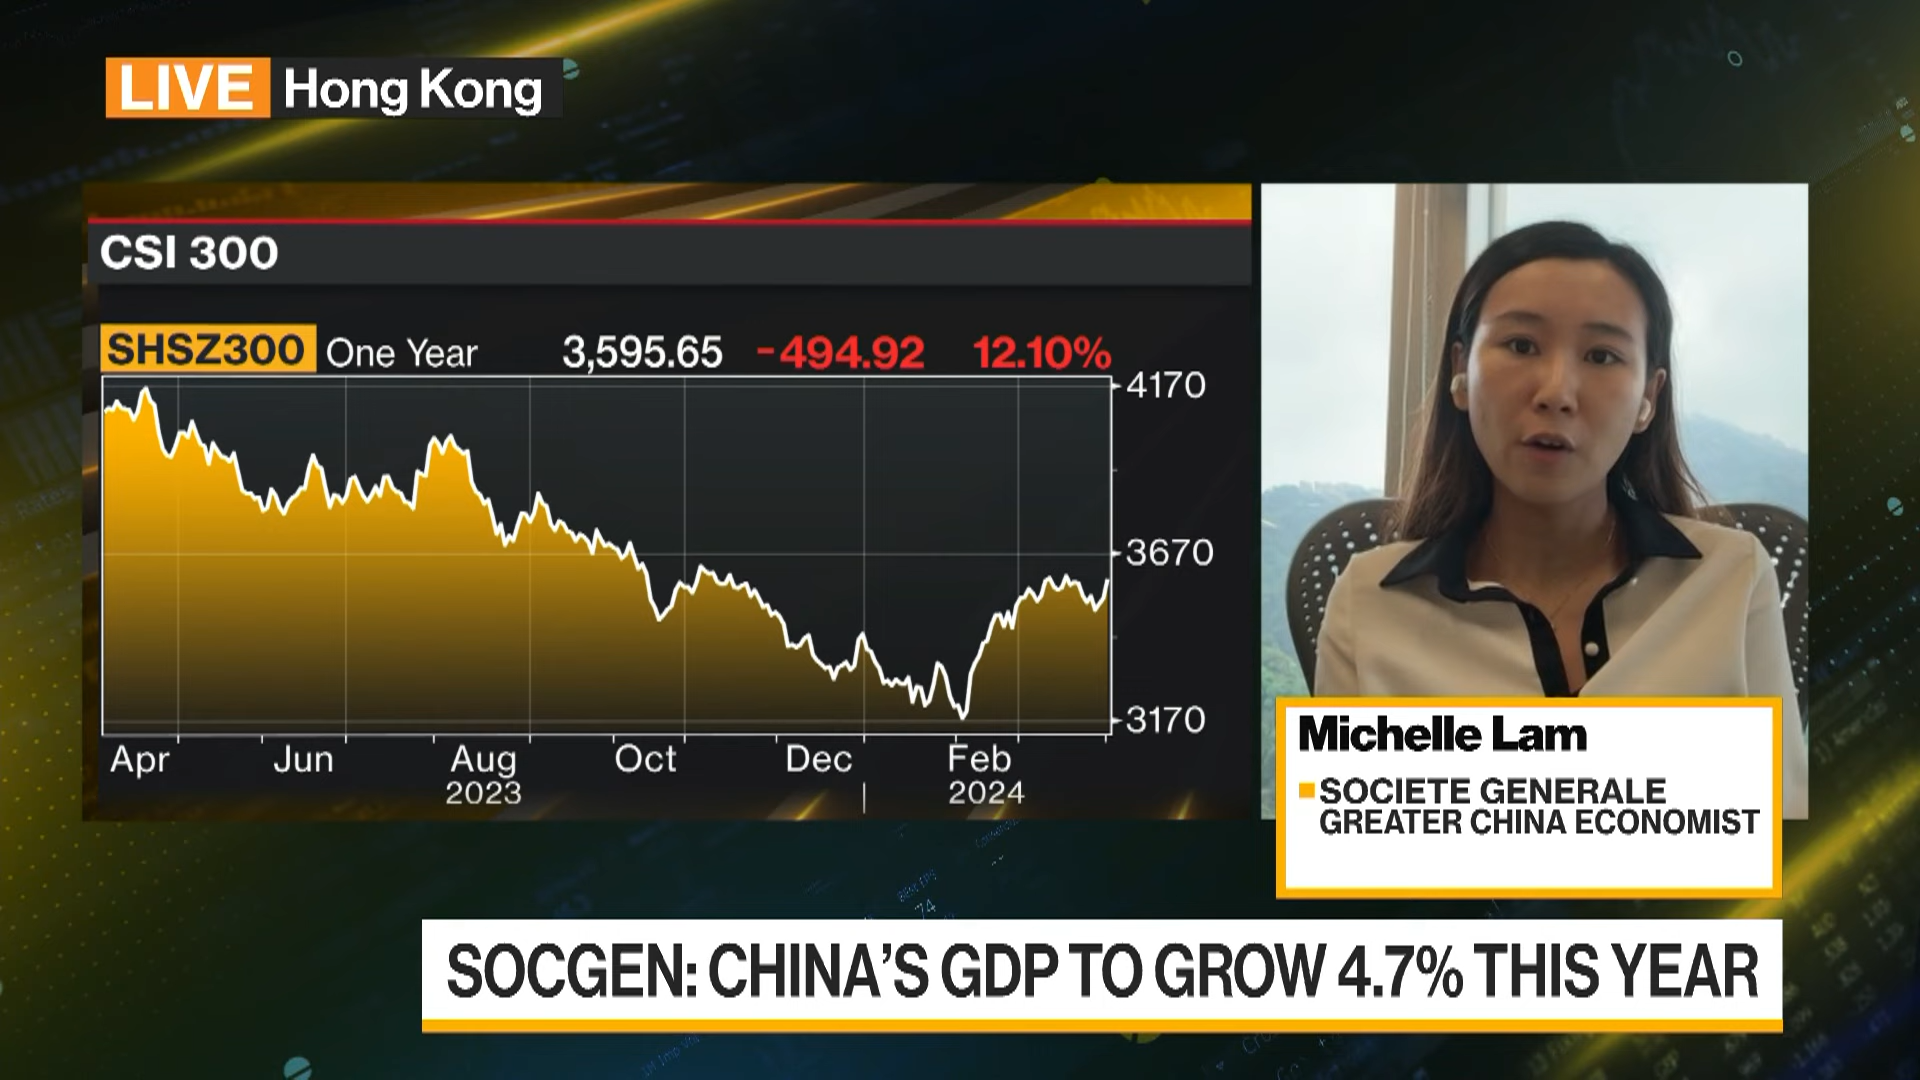 LIVE Hong Kong
CSI 300
SHSZ300 One Year 3,595.65 -494.92 12.10%
4170
3670
3170
Apr Jun Aug Oct Dec Feb
2023 2024
Michelle Lam
SOCIETE GENERALE
GREATER CHINA ECONOMIST
SOCGEN: CHINA'S GDP TO GROW 4.7% THIS YEAR